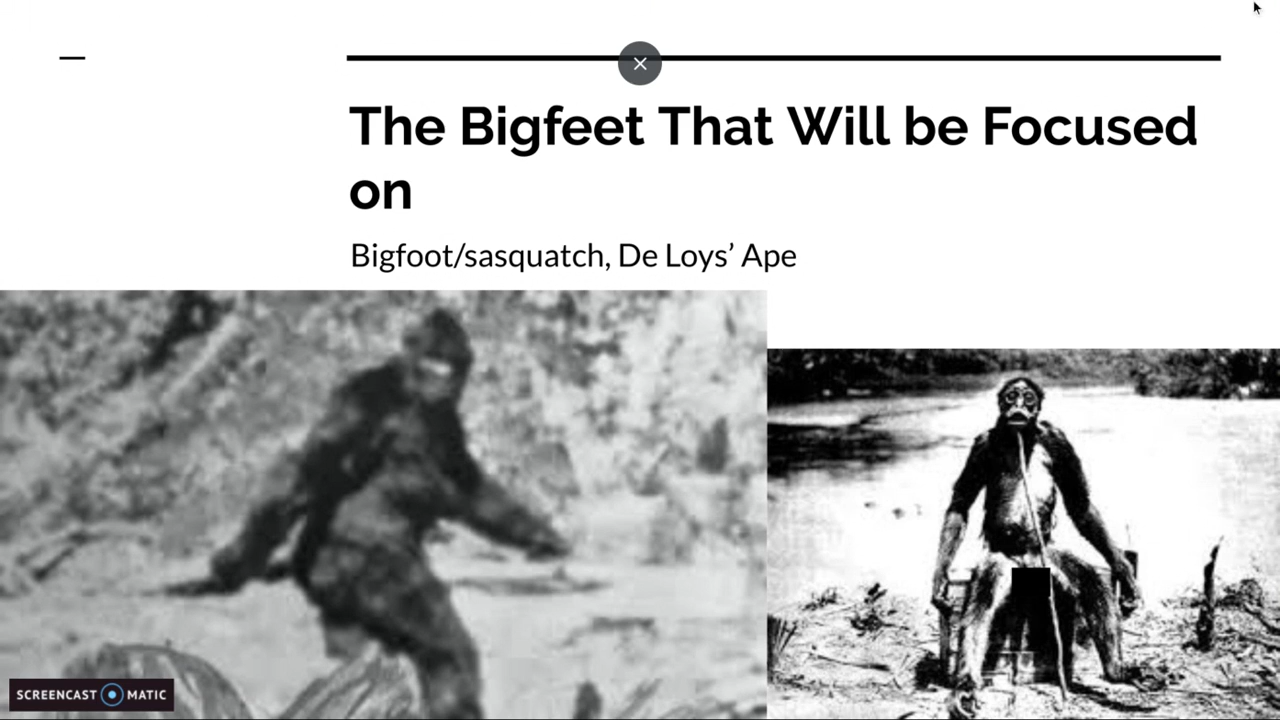 The Bigfeet That Will be Focused
on
Bigfoot/sasquatch, De Loys’ Ape
SCREENCAST MATIC